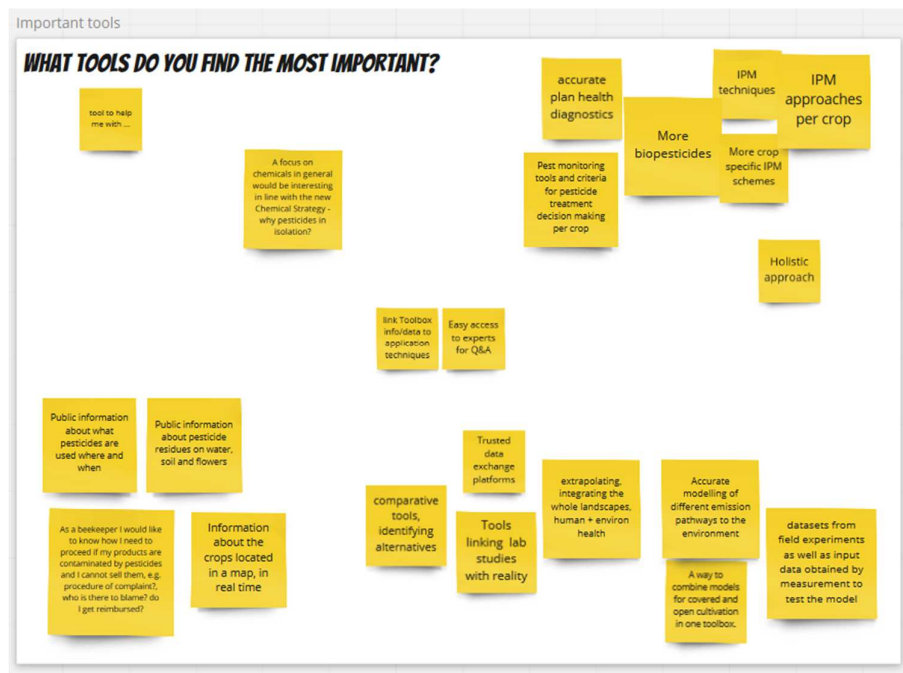 Important tools
WHAT TOOLS DO YOU FIND THE MOST IMPORTANT?
tool to help
me with ...
A focus on
chemicals in general
would be interesting
in line with the new
Chemical Strategy -
why pesticides in
isolation?
accurate
plan health
diagnostics
Pest monitoring
tools and criteria
for pesticide
treatment
decision making
per crop
More
biopesticides
IPM
techniques
IPM
approaches
per crop
More crop
specific IPM
schemes
Holistic
approach
link Toolbox
info/data to
application
techniques
Easy access
to experts
for Q&A
Public information
about what
pesticides are
used where and
when
Public information
about pesticide
residues on water,
soil and flowers
As a beekeeper I would like
to know how I need to
proceed if my products are
contaminated by pesticides
and I cannot sell them, e.g.
procedure of complaint?,
who is there to blame? do
I get reimbursed?
Information
about the
crops located
in a map, in
real time
comparative
tools,
identifying
alternatives
Trusted
data
exchange
platforms
Tools
linking lab
studies
with reality
extrapolating,
integrating the
whole landscapes,
human + environ
health
Accurate
modelling of
different emission
pathways to the
environment
A way to
combine models
for covered and
open cultivation
in one toolbox.
datasets from
field experiments
as well as input
data obtained by
measurement to
test the model